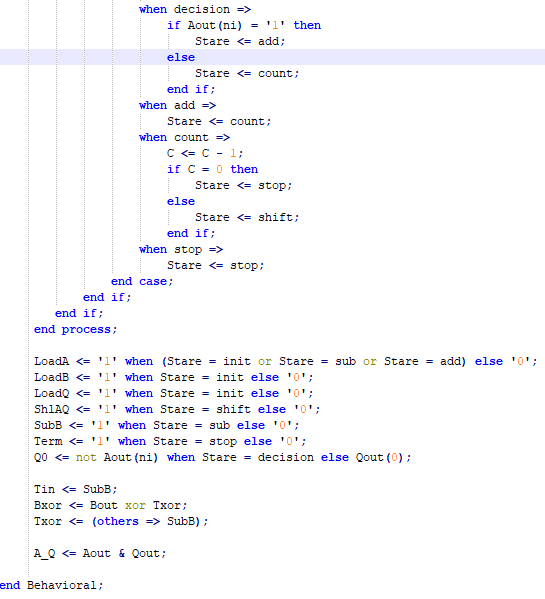 when decision =>
if Aout(ni) = '1' then
Stare <= add;
else
Stare <= count;
end if;
when add =>
Stare <= count;
when count =>
C <= C - 1;
if C = 0 then
Stare <= stop;
else
Stare <= shift;
end if;
when stop =>
Stare <= stop;
end case;
end if;
end if;
end process;
LoadA <= '1' when (Stare = init or Stare = sub or Stare = add) else '0';
LoadB <= '1' when Stare = init else '0';
LoadQ <= '1' when Stare = init else '0';
ShlAQ <= '1' when Stare = shift else '0';
SubB <= '1' when Stare = sub else '0';
Term <= '1' when Stare = stop else '0';
Q0 <= not Aout(ni) when Stare = decision else Qout(0);
Tin <= SubB;
Bxor <= Bout xor Txor;
Txor <= (others => SubB);
A_Q <= Aout & Qout;
end Behavioral;